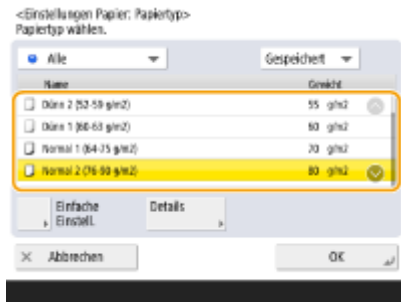 <Einstellungen Papier: Papiertyp>
Papiertyp wählen.
Alle
Gespeichert
Name Gewicht
Dünn 2 (52-59 g/m2) 55 g/m2
Dünn 1 (60-63 g/m2) 60 g/m2
Normal 1 (64-75 g/m2) 70 g/m2
Normal 2 (76-90 g/m2) 80 g/m2
Einfache
Einstell.
Details
Abbrechen
OK